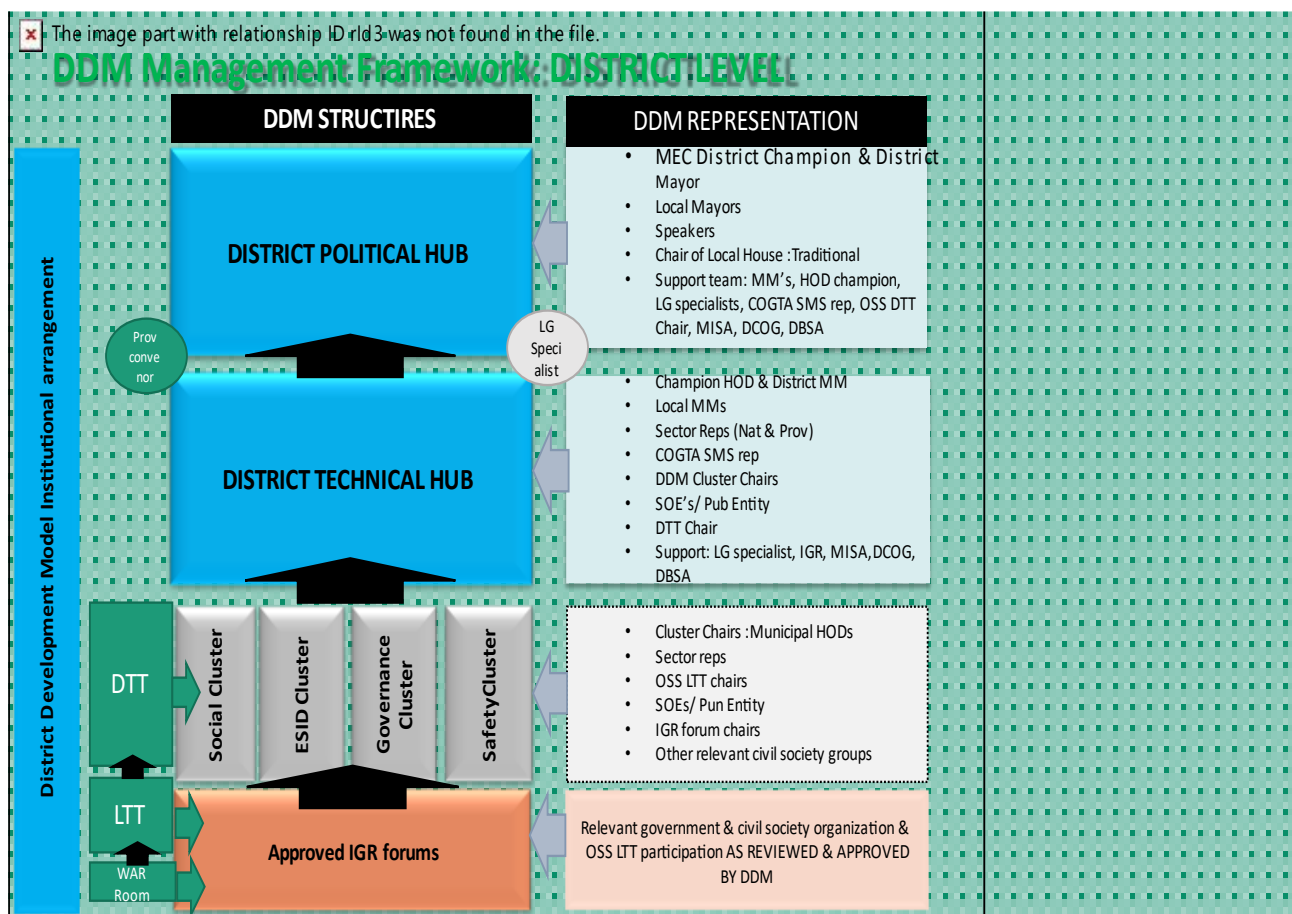 The image part with relationship ID rId3 was not found in the file.
DDM Management Framework: DISTRICT LEVEL
DDM STRUCTIRES
DDM REPRESENTATION
District Development Model Institutional arrangement
DISTRICT POLITICAL HUB
• MEC District Champion & District
Mayor
• Local Mayors
• Speakers
• Chair of Local House :Traditional
• Support team: MM's, HOD champion,
LG specialists, COGTA SMS rep, OSS DTT
Chair, MISA, DCOG, DBSA
Prov
conve
nor
LG
Speci
alist
DISTRICT TECHNICAL HUB
• Champion HOD & District MM
• Local MMs
• Sector Reps (Nat & Prov)
• COGTA SMS rep
• DDM Cluster Chairs
• SOE's/ Pub Entity
• DTT Chair
• Support: LG specialist, IGR, MISA,DCOG,
DBSA
DTT
Social Cluster
ESID Cluster
Governance
Cluster
SafetyCluster
• Cluster Chairs :Municipal HODs
• Sector reps
• OSS LTT chairs
• SOEs/ Pun Entity
• IGR forum chairs
• Other relevant civil society groups
LTT
WAR
Room
Approved IGR forums
Relevant government & civil society organization &
OSS LTT participation AS REVIEWED & APPROVED
BY DDM